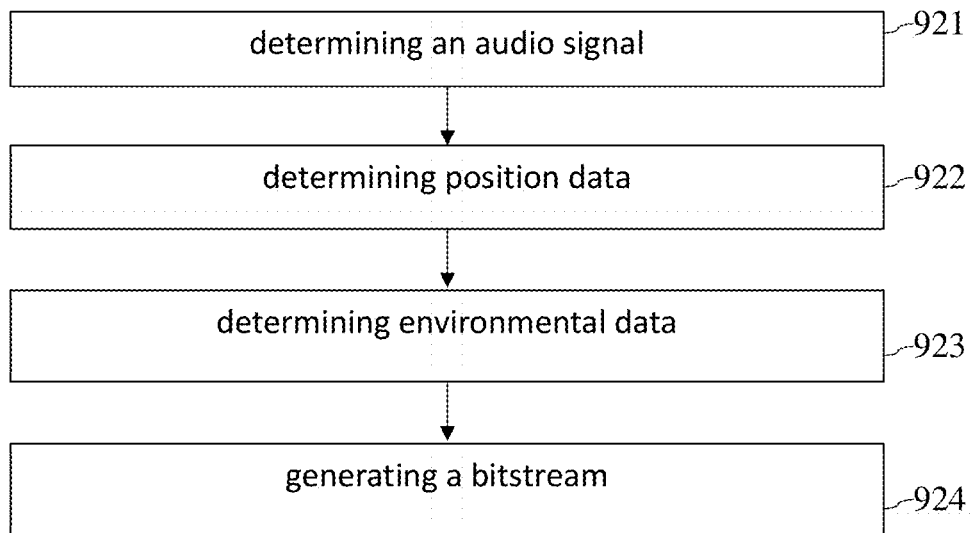 determining an audio signal
921
determining position data
922
determining environmental data
923
generating a bitstream
924